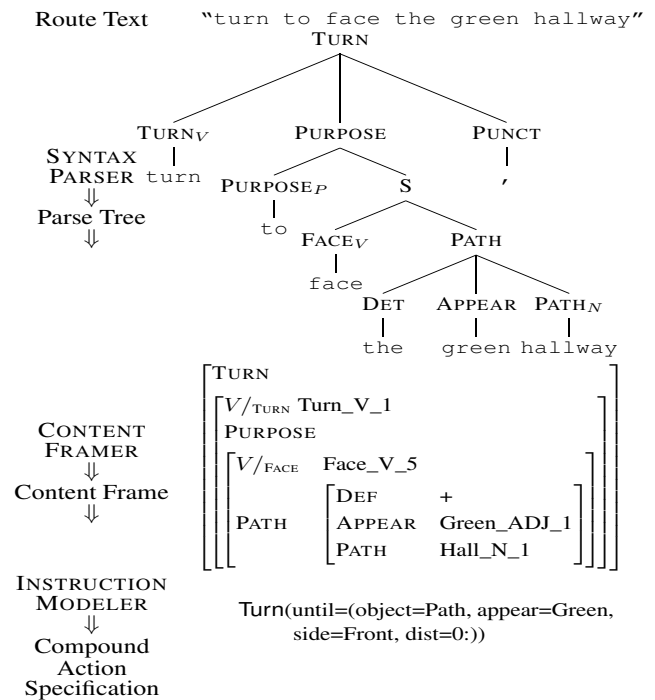 Route Text "turn to face the green hallway"
TURN
TURN_V PURPOSE PUNCT
SYNTAX
PARSER turn PURPOSE_P S ,
⇓ to
Parse Tree FACE_V PATH
⇓ face
DET APPEAR PATH_N
the green hallway
TURN
V/TURN Turn_V_1
CONTENT PURPOSE
FRAMER V/FACE Face_V_5
⇓ DEF +
Content Frame PATH APPEAR Green_ADJ_1
⇓ PATH Hall_N_1
INSTRUCTION
MODELER Turn(until=(object=Path, appear=Green,
⇓ side=Front, dist=0:))
Compound
Action
Specification